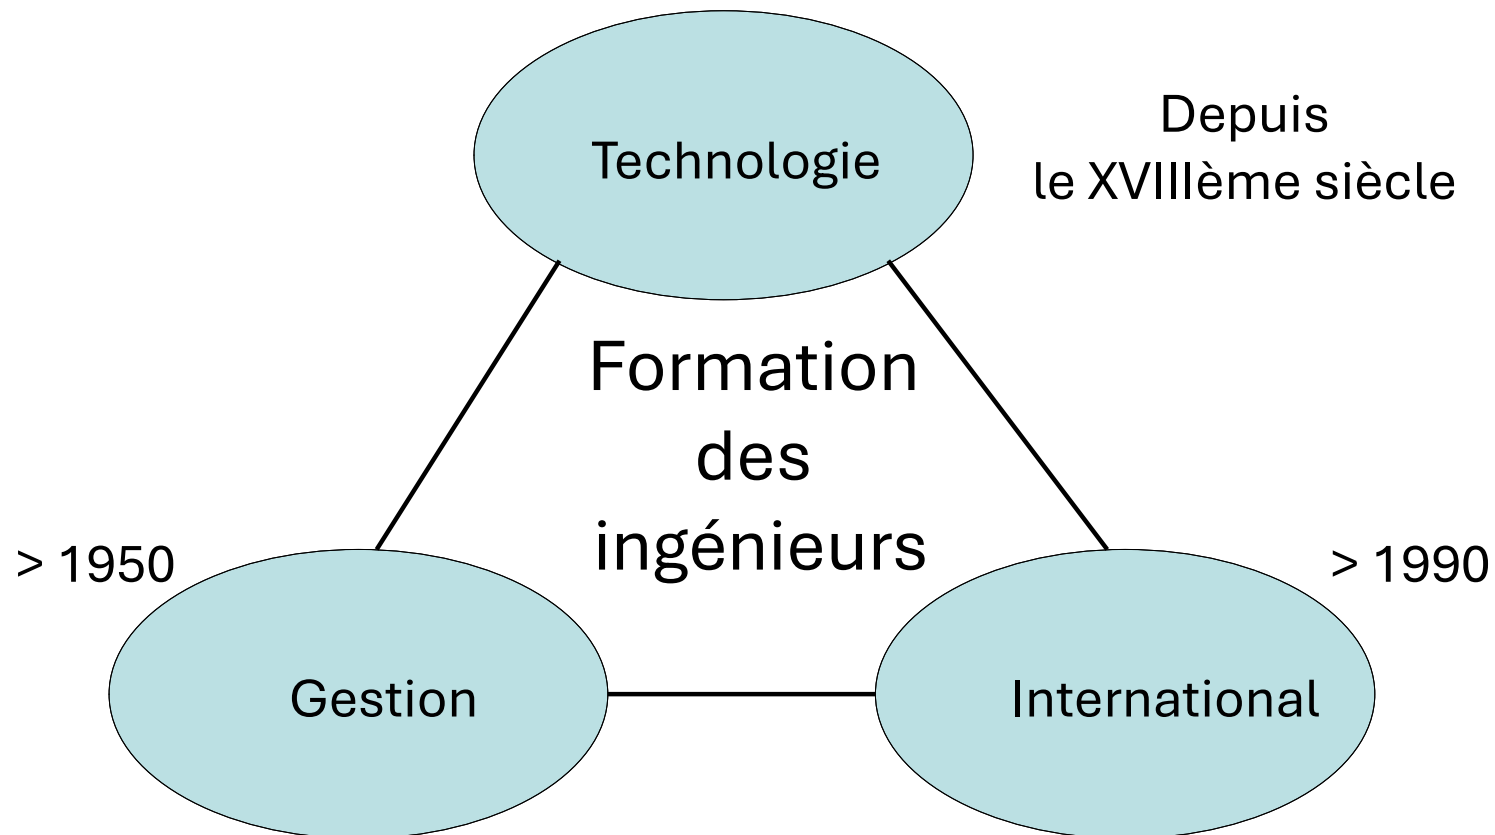 Depuis
le XVIIIème siècle
Technologie
Formation
des
ingénieurs
> 1950
> 1990
Gestion
International